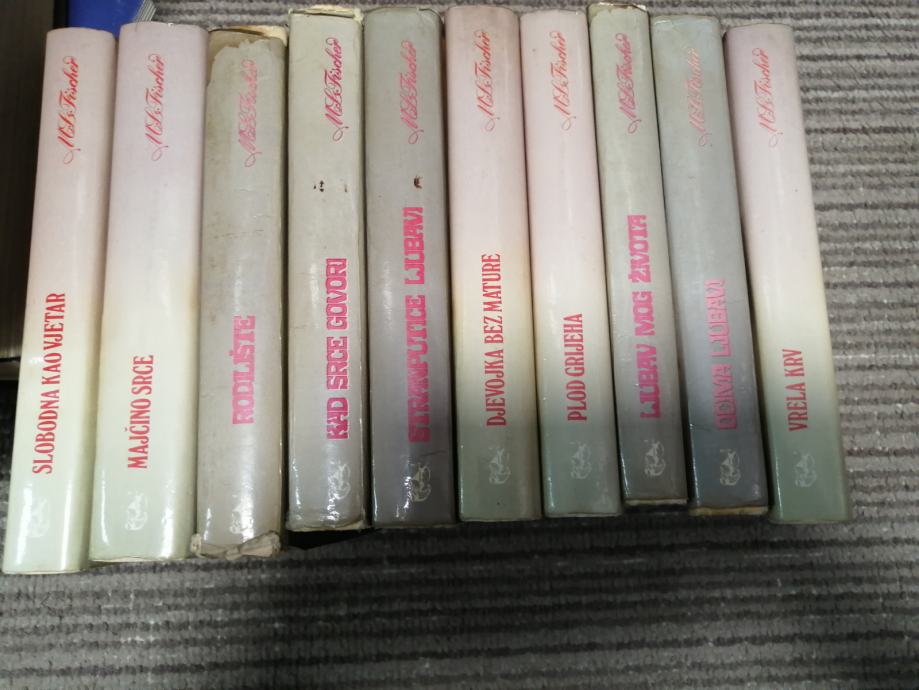 M.L. Fischer
SLOBODNA KAO VJETAR
M.L. Fischer
MAJČINO SRCE
M.L. Fischer
RODILIŠTE
M.L. Fischer
KAD SRCE GOVORI
M.L. Fischer
STRANPUTICE LJUBAVI
M.L. Fischer
DJEVOJKA BEZ MATURE
M.L. Fischer
PLOD GRIJEHA
M.L. Fischer
LJUBAV MOG ŽIVOTA
M.L. Fischer
ODMA LJUBAVI
M.L. Fischer
VRELA KRV